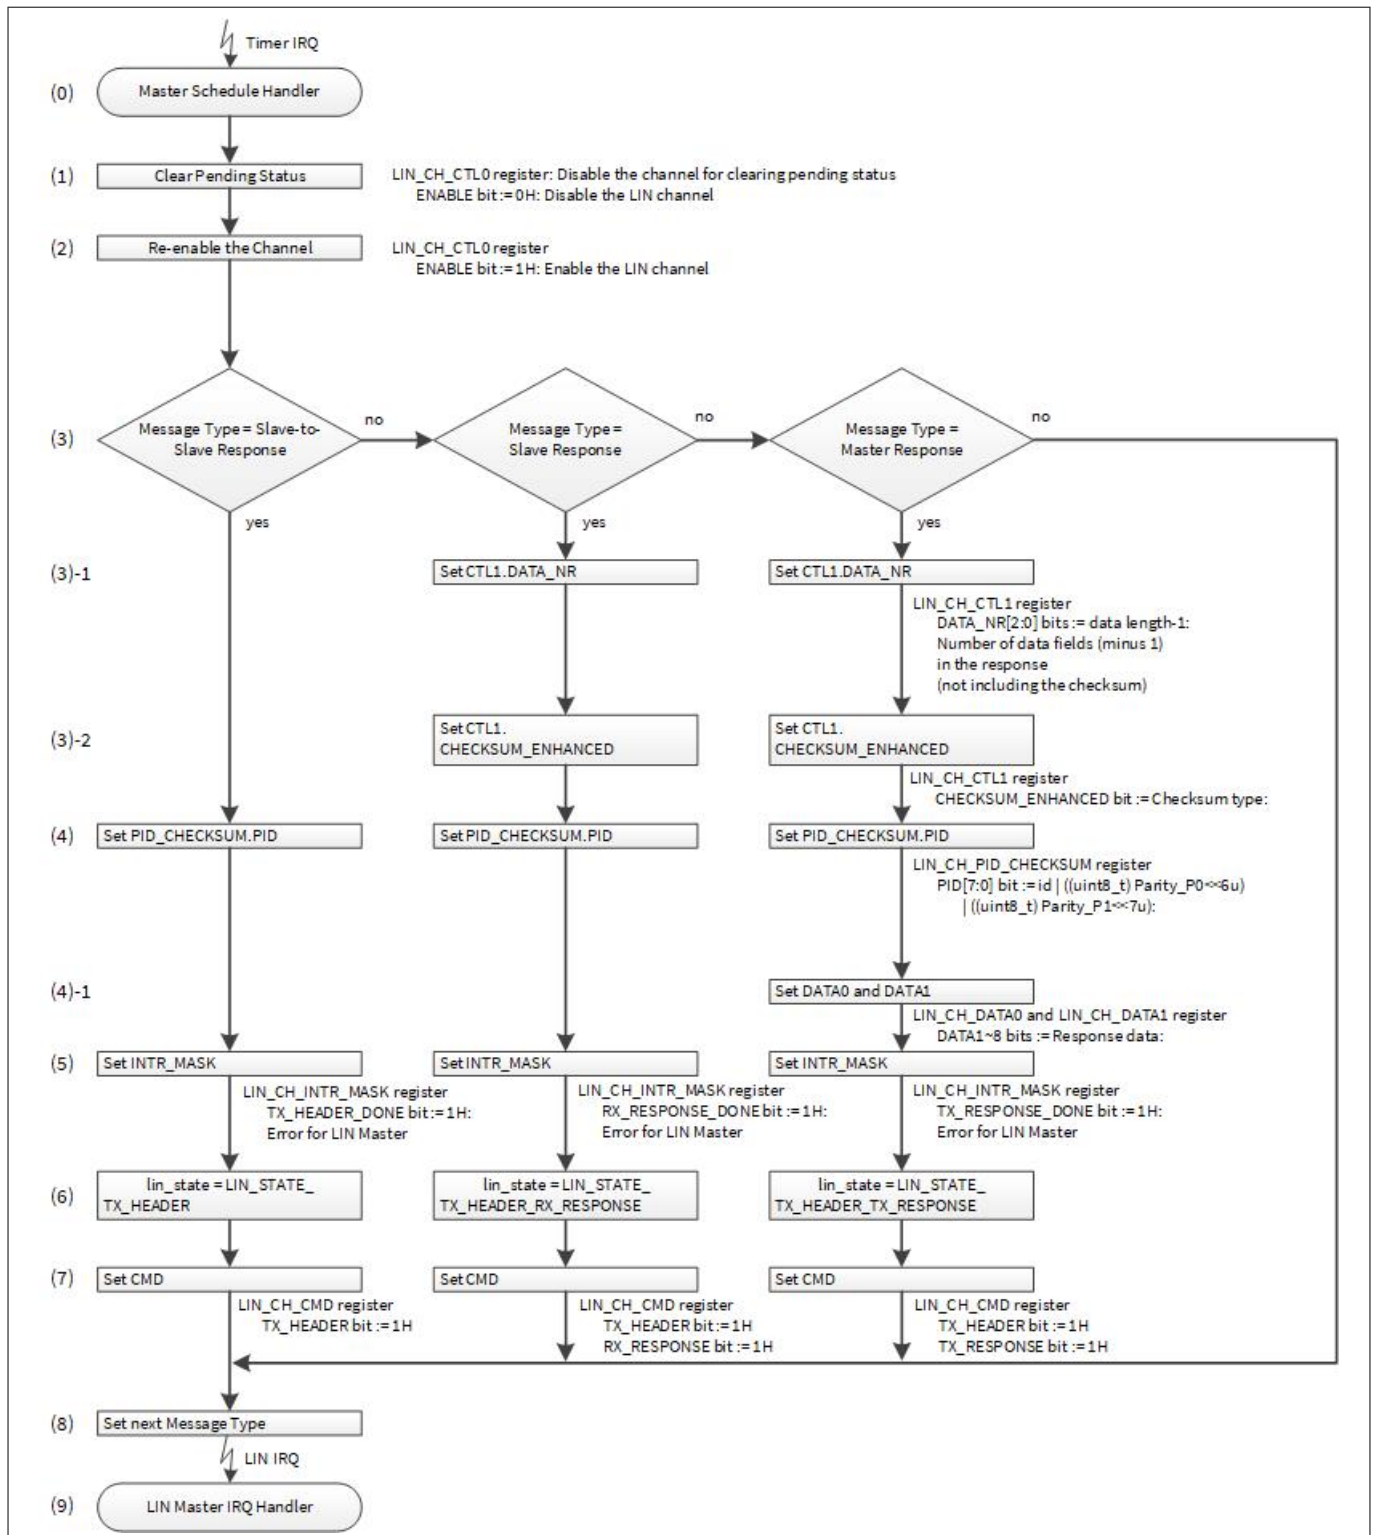 Timer IRQ
(0) Master Schedule Handler
(1) Clear Pending Status
LIN_CH_CTL0 register: Disable the channel for clearing pending status
ENABLE bit := 0H: Disable the LIN channel
(2) Re-enable the Channel
LIN_CH_CTL0 register
ENABLE bit := 1H: Enable the LIN channel
(3)
Message Type = Slave-to-
Slave Response
no
yes
Message Type =
Slave Response
no
yes
Message Type =
Master Response
no
yes
(3)-1
Set CTL1.DATA_NR
Set CTL1.DATA_NR
LIN_CH_CTL1 register
DATA_NR[2:0] bits := data length-1:
Number of data fields (minus 1)
in the response
(not including the checksum)
(3)-2
Set CTL1.
CHECKSUM_ENHANCED
Set CTL1.
CHECKSUM_ENHANCED
LIN_CH_CTL1 register
CHECKSUM_ENHANCED bit := Checksum type:
(4)
Set PID_CHECKSUM.PID
Set PID_CHECKSUM.PID
Set PID_CHECKSUM.PID
LIN_CH_PID_CHECKSUM register
PID[7:0] bit := id | ((uint8_t) Parity_P0<<6u)
| ((uint8_t) Parity_P1<<7u):
(4)-1
Set DATA0 and DATA1
LIN_CH_DATA0 and LIN_CH_DATA1 register
DATA1~8 bits := Response data:
(5)
Set INTR_MASK
LIN_CH_INTR_MASK register
TX_HEADER_DONE bit := 1H:
Error for LIN Master
Set INTR_MASK
LIN_CH_INTR_MASK register
RX_RESPONSE_DONE bit := 1H:
Error for LIN Master
Set INTR_MASK
LIN_CH_INTR_MASK register
TX_RESPONSE_DONE bit := 1H:
Error for LIN Master
(6)
lin_state = LIN_STATE_
TX_HEADER
lin_state = LIN_STATE_
TX_HEADER_RX_RESPONSE
lin_state = LIN_STATE_
TX_HEADER_TX_RESPONSE
(7)
Set CMD
LIN_CH_CMD register
TX_HEADER bit := 1H
Set CMD
LIN_CH_CMD register
TX_HEADER bit := 1H
RX_RESPONSE bit := 1H
Set CMD
LIN_CH_CMD register
TX_HEADER bit := 1H
TX_RESPONSE bit := 1H
(8) Set next Message Type
LIN IRQ
(9) LIN Master IRQ Handler